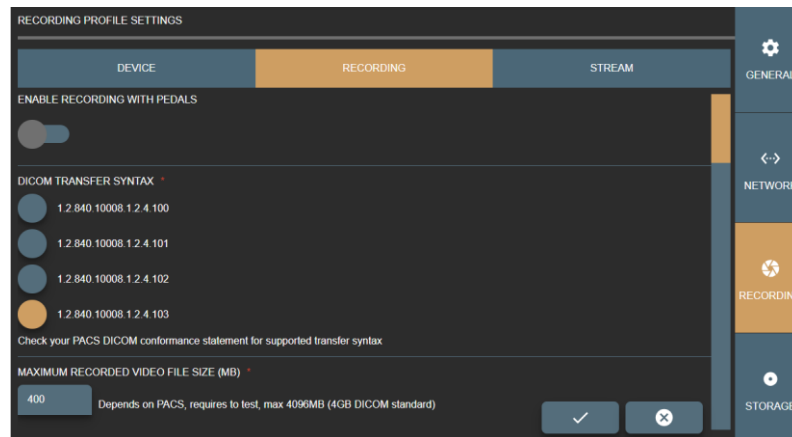 RECORDING PROFILE SETTINGS
DEVICE
RECORDING
STREAM
ENABLE RECORDING WITH PEDALS
DICOM TRANSFER SYNTAX *
1.2.840.10008.1.2.4.100
1.2.840.10008.1.2.4.101
1.2.840.10008.1.2.4.102
1.2.840.10008.1.2.4.103
Check your PACS DICOM conformance statement for supported transfer syntax
MAXIMUM RECORDED VIDEO FILE SIZE (MB) *
400
Depends on PACS, requires to test, max 4096MB (4GB DICOM standard)
GENERAL
NETWORK
RECORDIN
STORAGE